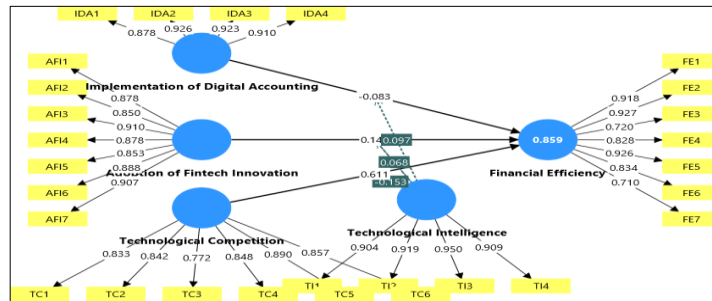 IDA1 IDA2 IDA3 IDA4
0.878 0.926 0.923 0.910
AFI1
AFI2
AFI3
AFI4
AFI5
AFI6
AFI7
0.878
0.850
0.910
0.878
0.853
0.888
0.907
Implementation of Digital Accounting
Adoption of Fintech Innovation
Technological Competition
-0.083
0.097
0.068
0.611
-0.153
0.859
Financial Efficiency
Technological Intelligence
FE1
FE2
FE3
FE4
FE5
FE6
FE7
0.918
0.927
0.720
0.828
0.926
0.834
0.710
0.833 0.842 0.772 0.848 0.890 0.857
0.904 0.919 0.950 0.909
TC1 TC2 TC3 TC4 TC5 TC6
TI1 TI2 TI3 TI4